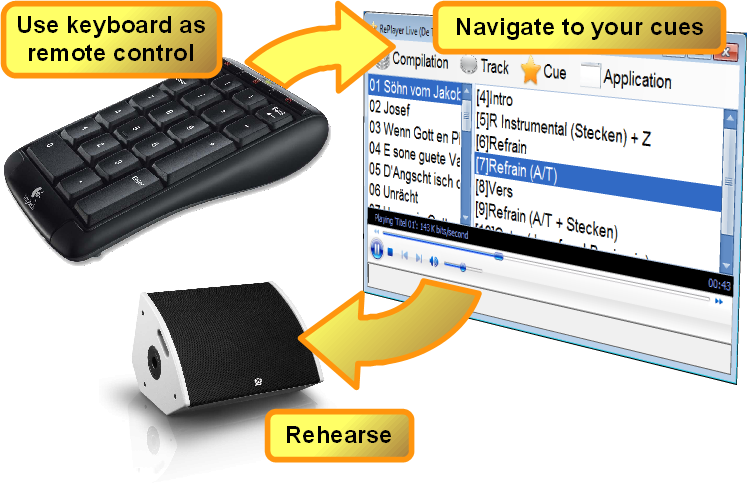 Use keyboard as
remote control
Navigate to your cues
RePlayer Live (De T
Compilation
Track
Cue
Application
01 Söhn vom Jakob
02 Josef
03 Wenn Gott en Pl
04 E sone guete Va
05 D'Angscht isch d
06 Unrächt
[4]Intro
[5]R Instrumental (Stecken) + Z
[6]Refrain
[7]Refrain (A/T)
[8]Vers
[9]Refrain (A/T + Stecken)
Playing 'Titel 01': 143 K bits/second
00:43
Enter
Rehearse